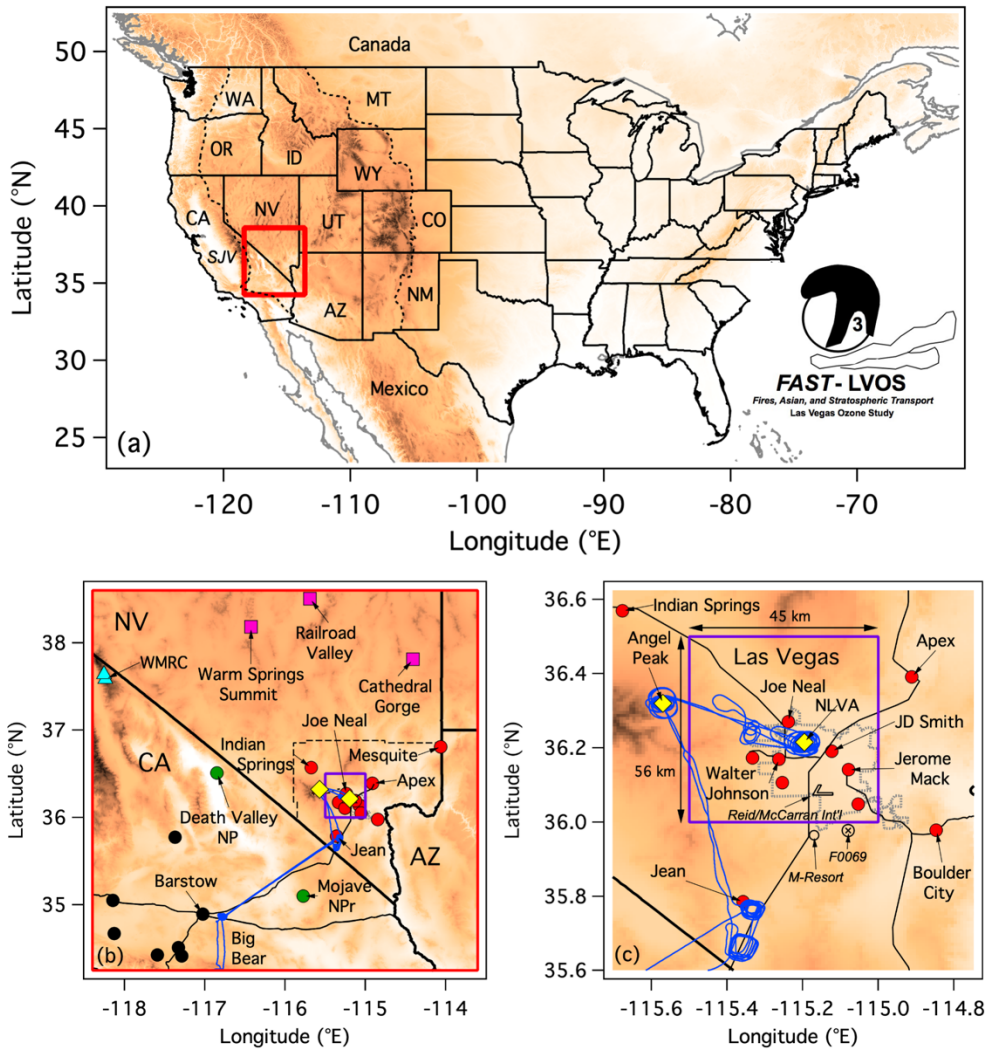 50
45
40
35
30
25
Latitude (°N)
Canada
WA
MT
OR
ID
WY
NV
UT
CO
CA
SJV
AZ
NM
Mexico
3
FAST - LVOS
Fires, Asian, and Stratospheric Transport
Las Vegas Ozone Study
(a)
-120
-110
-100
-90
-80
-70
Longitude (°E)
38
37
36
35
Latitude (°N)
NV
WMRC
Railroad
Valley
Warm Springs
Summit
Cathedral
Gorge
Joe Neal
Indian
Springs
Mesquite
CA
Apex
Death Valley
NP
Jean
AZ
Barstow
Mojave
NPr
Big
Bear
(b)
-118
-117
-116
-115
-114
Longitude (°E)
36.6
36.4
36.2
36.0
35.8
35.6
Latitude (°N)
Indian Springs
45 km
Angel
Peak
Las Vegas
Apex
Joe Neal
NLVA
JD Smith
56 km
Walter
Johnson
Jerome
Mack
Reid/McCarran Int'l
F0069
M-Resort
Boulder
City
Jean
(c)
-115.6
-115.4
-115.2
-115.0
-114.8
Longitude (°E)